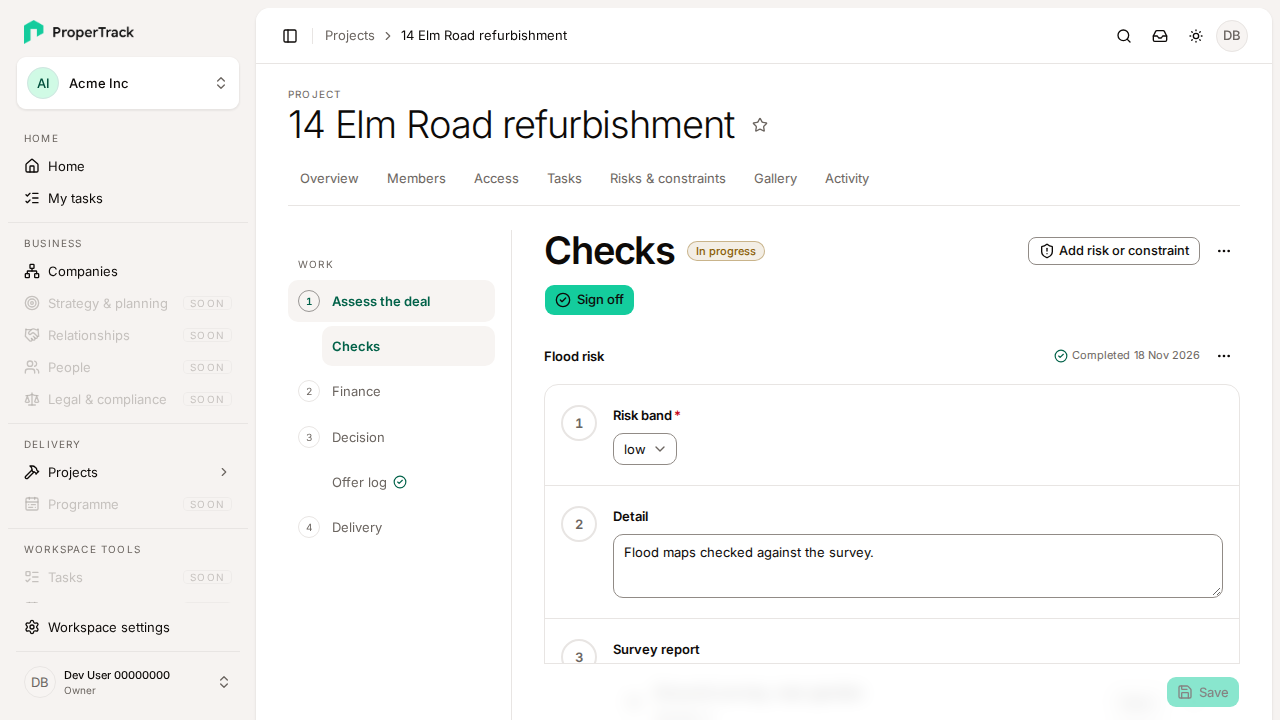 ProperTrack
AI
Acme Inc
HOME
Home
My tasks
BUSINESS
Companies
Strategy & planning SOON
Relationships SOON
People SOON
Legal & compliance SOON
DELIVERY
Projects
Programme SOON
WORKSPACE TOOLS
Tasks SOON
Workspace settings
DB
Dev User 00000000
Owner
Projects > 14 Elm Road refurbishment
DB
PROJECT
14 Elm Road refurbishment
Overview Members Access Tasks Risks & constraints Gallery Activity
WORK
1 Assess the deal
Checks
2 Finance
3 Decision
Offer log
4 Delivery
Checks In progress
Add risk or constraint
Sign off
Flood risk
Completed 18 Nov 2026
1 Risk band *
low
2 Detail
Flood maps checked against the survey.
3 Survey report
Save